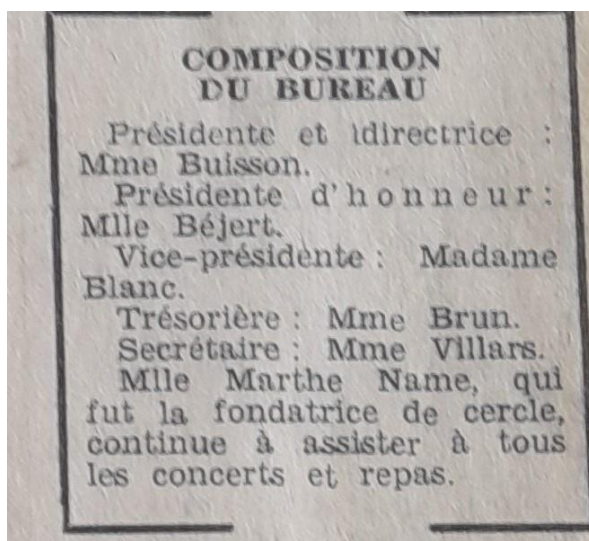 COMPOSITION
DU BUREAU
Présidente et idirectrice :
Mme Buisson.
Présidente d'honneur :
Mlle Béjert.
Vice-présidente : Madame
Blanc.
Trésorière : Mme Brun.
Secrétaire : Mme Villars.
Mlle Marthe Name, qui
fut la fondatrice de cercle,
continue à assister à tous
les concerts et repas.